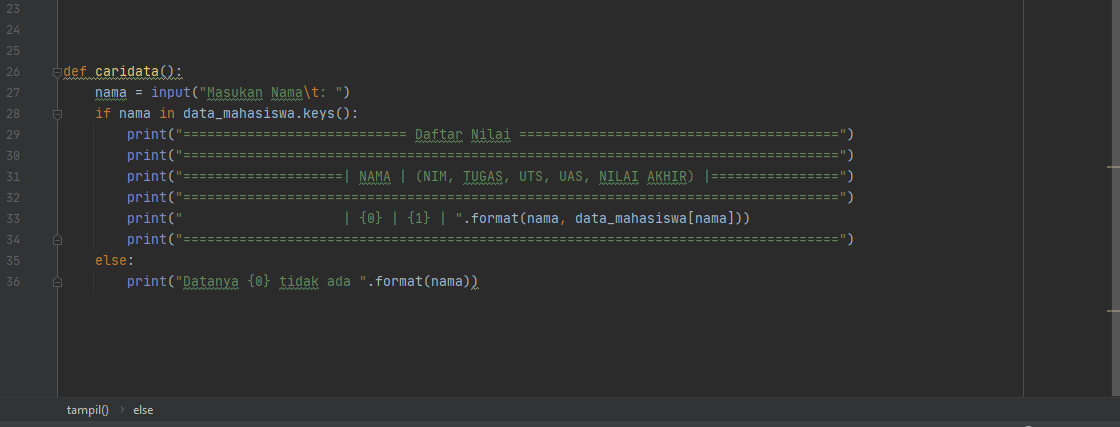 23
24
25
26 def caridata():
27     nama = input("Masukan Nama\t: ")
28     if nama in data_mahasiswa.keys():
29         print("============================ Daftar Nilai ========================================")
30         print("==================================================================================")
31         print("====================| NAMA | (NIM, TUGAS, UTS, UAS, NILAI AKHIR) |================")
32         print("==================================================================================")
33         print("                    | {0} | {1} | ".format(nama, data_mahasiswa[nama]))
34         print("==================================================================================")
35     else:
36         print("Datanya {0} tidak ada ".format(nama))
tampil() › else